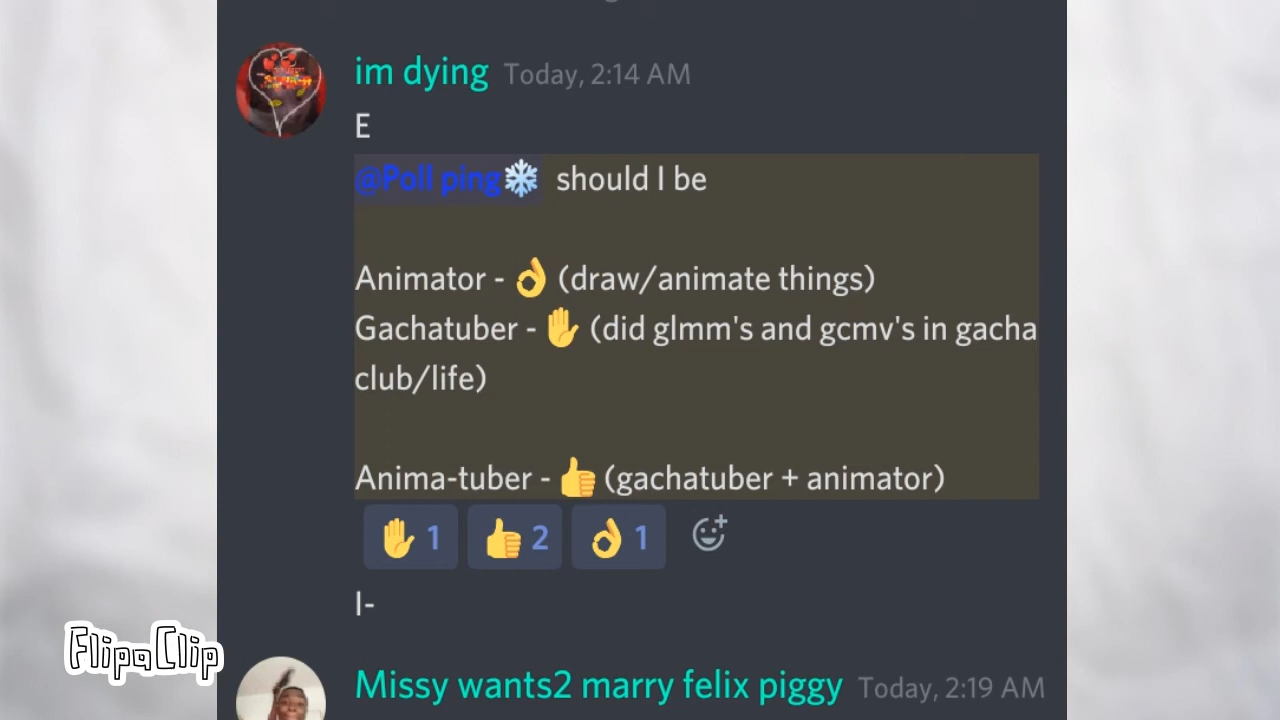 im dying Today, 2:14 AM
E
@Poll ping❄️ should I be
Animator - 👌 (draw/animate things)
Gachatuber - ✋ (did glmm's and gcmv's in gacha
club/life)
Anima-tuber - 👍 (gachatuber + animator)
✋ 1 👍 2 👌 1
I-
FlipaClip
Missy wants2 marry felix piggy Today, 2:19 AM